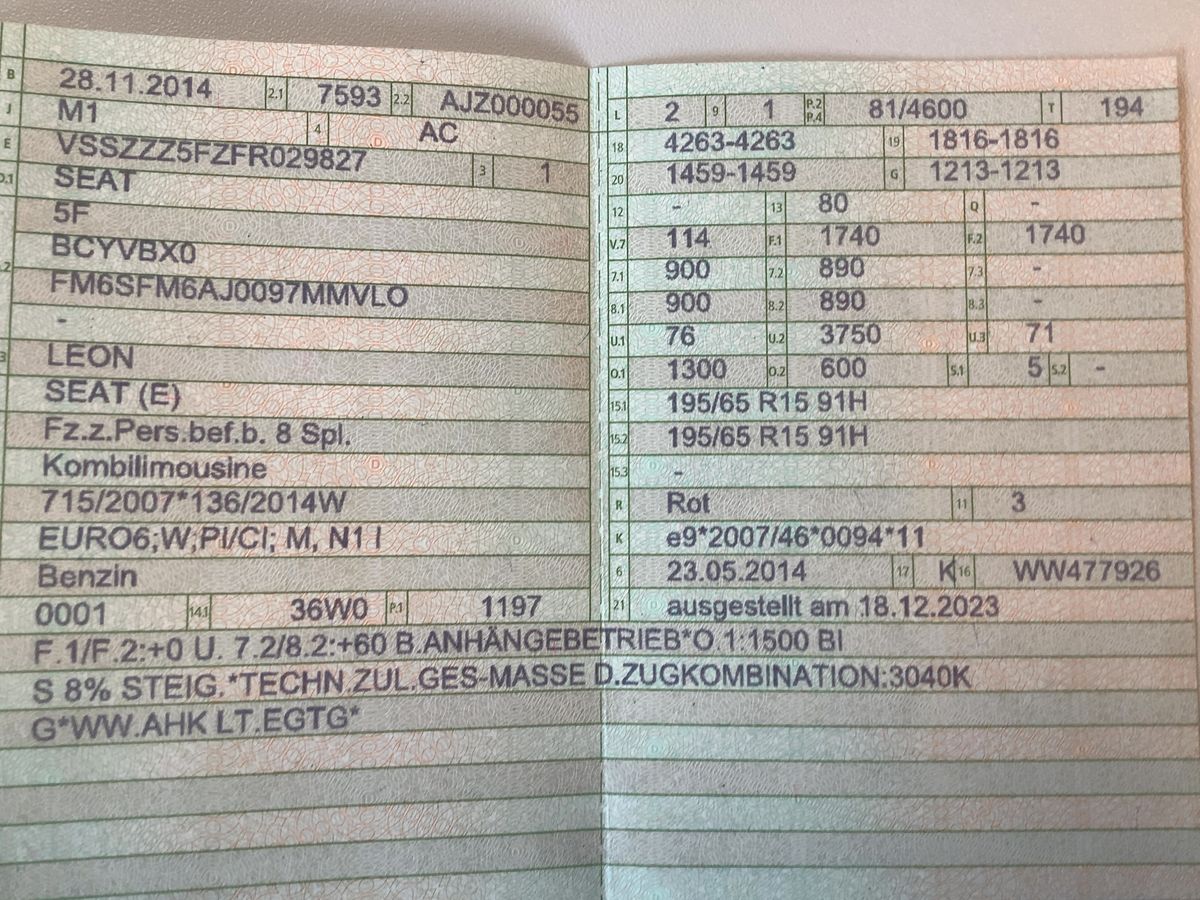 B 28.11.2014 2.1 7593 2.2 AJZ000055
J M1 4 AC
E VSSZZZ5FZFR029827 3 1
D.1 SEAT
5F
BCYVBX0
.2 FM6SFM6AJ0097MMVLO
-
3 LEON
SEAT (E)
Fz.z.Pers.bef.b. 8 Spl.
Kombilimousine
715/2007*136/2014W
EURO6;W;PI/CI; M, N1 I
Benzin
0001 14.1 36W0 P.1 1197
L 2 9 1 P.2 P.4 81/4600 T 194
18 4263-4263 19 1816-1816
20 1459-1459 G 1213-1213
12 - 13 80 Q -
V.7 114 F.1 1740 F.2 1740
7.1 900 7.2 890 7.3 -
8.1 900 8.2 890 8.3 -
U.1 76 U.2 3750 U.3 71
O.1 1300 O.2 600 S.1 5 S.2 -
15.1 195/65 R15 91H
15.2 195/65 R15 91H
15.3 -
R Rot 11 3
K e9*2007/46*0094*11
6 23.05.2014 17 K 16 WW477926
21 ausgestellt am 18.12.2023
F.1/F.2:+0 U. 7.2/8.2:+60 B.ANHÄNGEBETRIEB*O.1:1500 BI
S 8% STEIG.*TECHN.ZUL.GES-MASSE D.ZUGKOMBINATION:3040K
G*WW.AHK LT.EGTG*